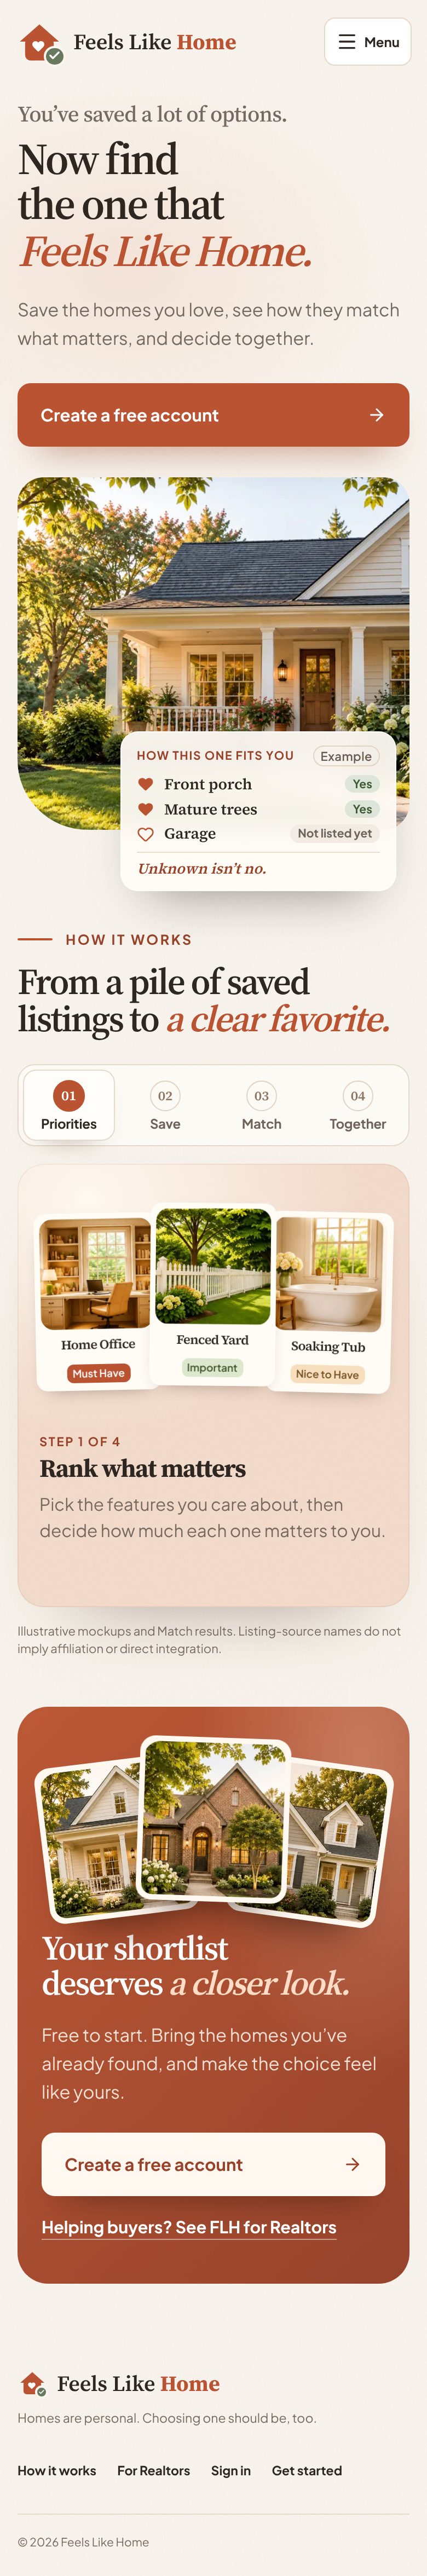 Feels Like Home
Menu
You’ve saved a lot of options.
Now find
the one that
Feels Like Home.
Save the homes you love, see how they match
what matters, and decide together.
Create a free account
HOW THIS ONE FITS YOU
Example
Front porch
Yes
Mature trees
Yes
Garage
Not listed yet
Unknown isn’t no.
HOW IT WORKS
From a pile of saved
listings to a clear favorite.
01
Priorities
02
Save
03
Match
04
Together
Home Office
Must Have
Fenced Yard
Important
Soaking Tub
Nice to Have
STEP 1 OF 4
Rank what matters
Pick the features you care about, then
decide how much each one matters to you.
Illustrative mockups and Match results. Listing-source names do not
imply affiliation or direct integration.
Your shortlist
deserves a closer look.
Free to start. Bring the homes you’ve
already found, and make the choice feel
like yours.
Create a free account
Helping buyers? See FLH for Realtors
Feels Like Home
Homes are personal. Choosing one should be, too.
How it works
For Realtors
Sign in
Get started
© 2026 Feels Like Home